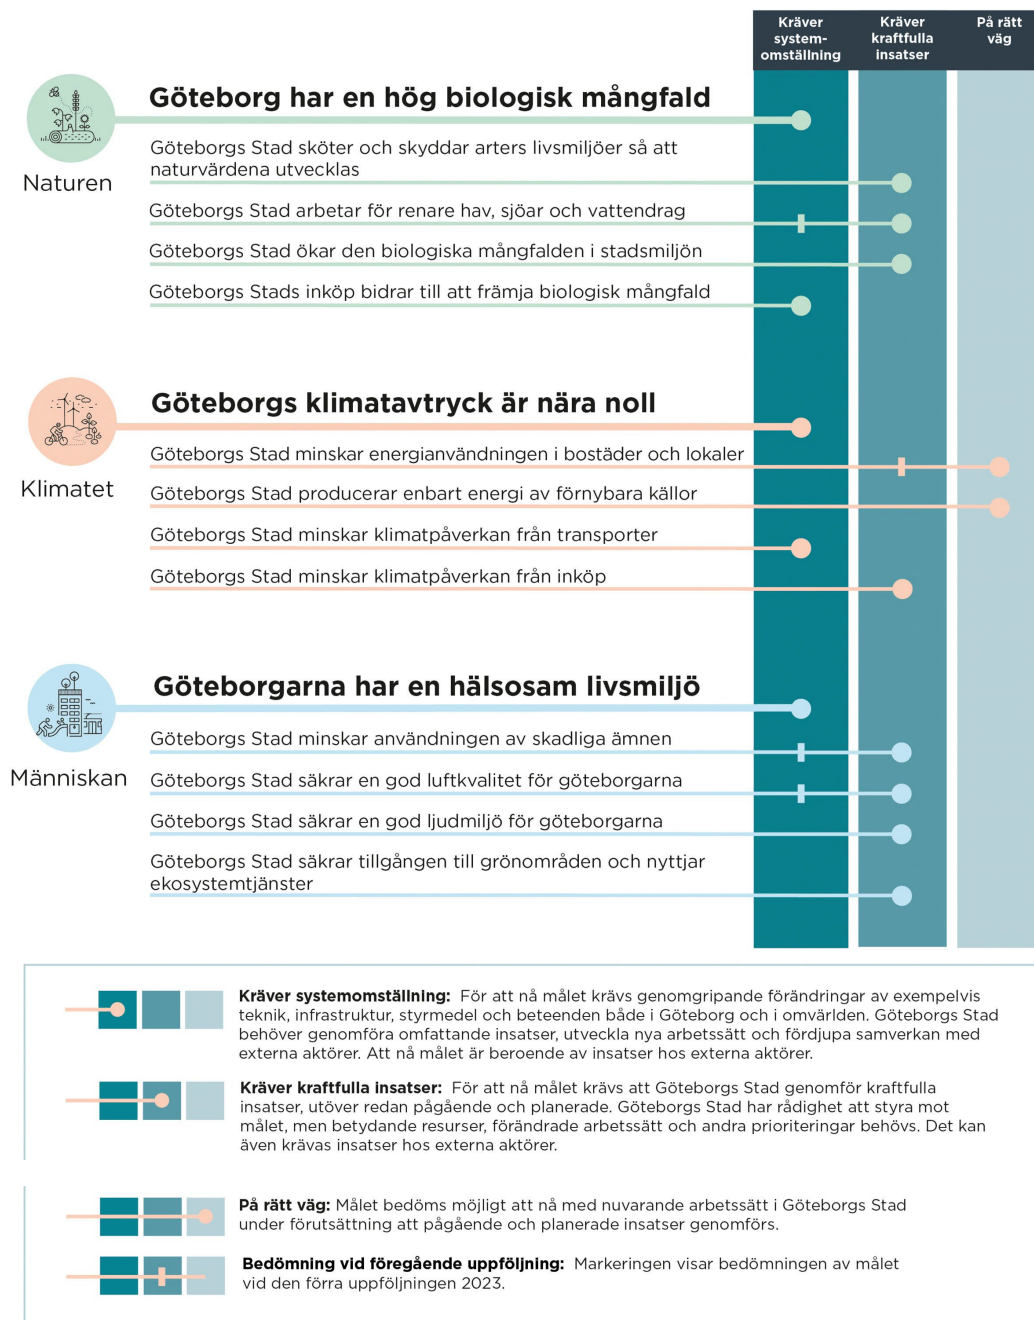 Kräver
system-
omställning
Kräver
kraftfulla
insatser
På rätt
väg
Göteborg har en hög biologisk mångfald
Naturen
Göteborgs Stad sköter och skyddar arters livsmiljöer så att
naturvärdena utvecklas
Göteborgs Stad arbetar för renare hav, sjöar och vattendrag
Göteborgs Stad ökar den biologiska mångfalden i stadsmiljön
Göteborgs Stads inköp bidrar till att främja biologisk mångfald
Göteborgs klimatavtryck är nära noll
Klimatet
Göteborgs Stad minskar energianvändningen i bostäder och lokaler
Göteborgs Stad producerar enbart energi av förnybara källor
Göteborgs Stad minskar klimatpåverkan från transporter
Göteborgs Stad minskar klimatpåverkan från inköp
Göteborgarna har en hälsosam livsmiljö
Människan
Göteborgs Stad minskar användningen av skadliga ämnen
Göteborgs Stad säkrar en god luftkvalitet för göteborgarna
Göteborgs Stad säkrar en god ljudmiljö för göteborgarna
Göteborgs Stad säkrar tillgången till grönområden och nyttjar
ekosystemtjänster
Kräver systemomställning: För att nå målet krävs genomgripande förändringar av exempelvis
teknik, infrastruktur, styrmedel och beteenden både i Göteborg och i omvärlden. Göteborgs Stad
behöver genomföra omfattande insatser, utveckla nya arbetssätt och fördjupa samverkan med
externa aktörer. Att nå målet är beroende av insatser hos externa aktörer.
Kräver kraftfulla insatser: För att nå målet krävs att Göteborgs Stad genomför kraftfulla
insatser, utöver redan pågående och planerade. Göteborgs Stad har rådighet att styra mot
målet, men betydande resurser, förändrade arbetssätt och andra prioriteringar behövs. Det kan
även krävas insatser hos externa aktörer.
På rätt väg: Målet bedöms möjligt att nå med nuvarande arbetssätt i Göteborgs Stad
under förutsättning att pågående och planerade insatser genomförs.
Bedömning vid föregående uppföljning: Markeringen visar bedömningen av målet
vid den förra uppföljningen 2023.